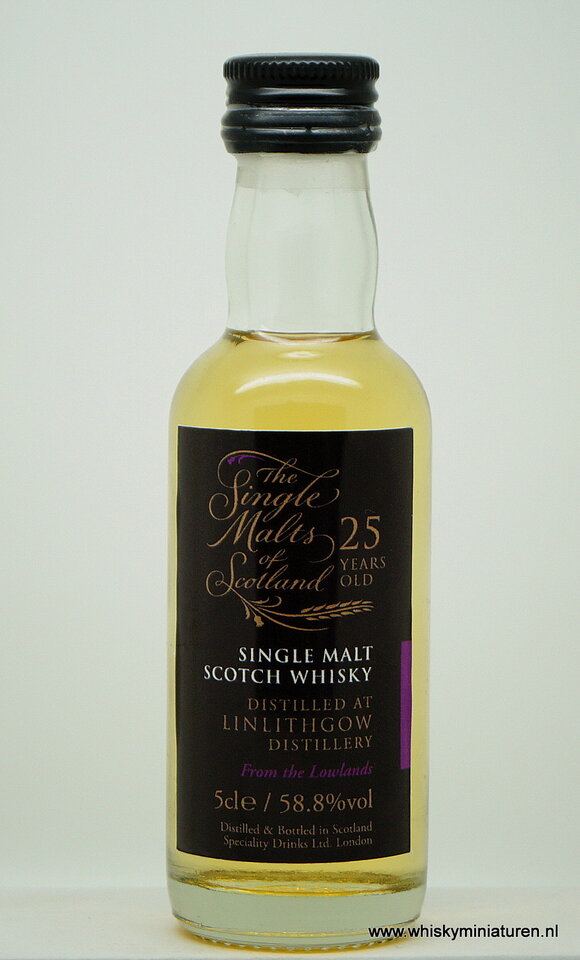 The
Single
Malts
of
Scotland
25
YEARS
OLD
SINGLE MALT
SCOTCH WHISKY
DISTILLED AT
LINLITHGOW
DISTILLERY
From the Lowlands
5cl℮ / 58.8%vol
Distilled & Bottled in Scotland
Speciality Drinks Ltd. London
www.whiskyminiaturen.nl